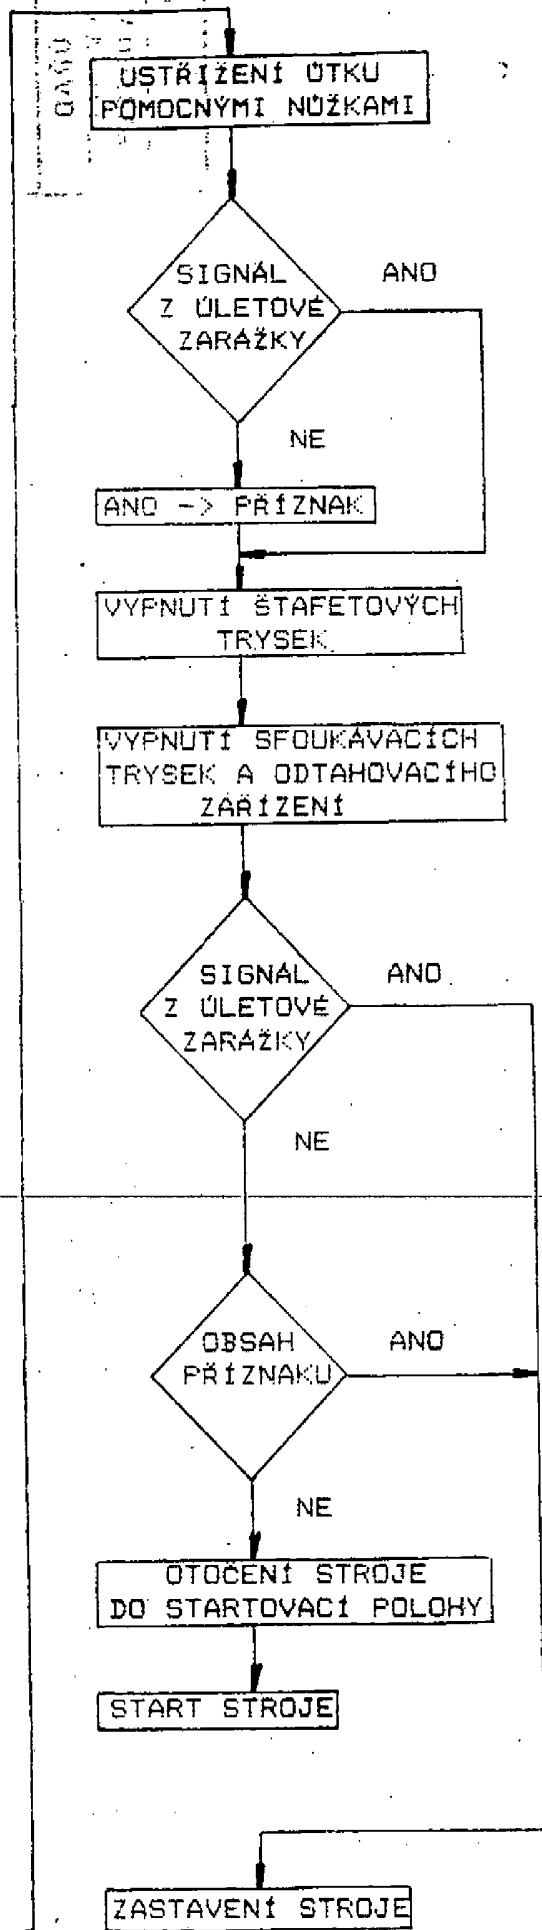 USTŘIŽENÍ ÚTKU
POMOCNÝMI NŮŽKAMI
SIGNÁL
Z ÚLETOVÉ
ZARÁŽKY
ANO
NE
ANO -> PŘÍZNAK
VYPNUTÍ ŠTAFETOVÝCH
TRYSEK
VYPNUTÍ SFOUKÁVACÍCH
TRYSEK A ODTAHOVACÍHO
ZAŘÍZENÍ
SIGNÁL
Z ÚLETOVÉ
ZARÁŽKY
ANO
NE
OBSAH
PŘÍZNAKU
ANO
NE
OTOČENÍ STROJE
DO STARTOVACÍ POLOHY
START STROJE
ZASTAVENÍ STROJE